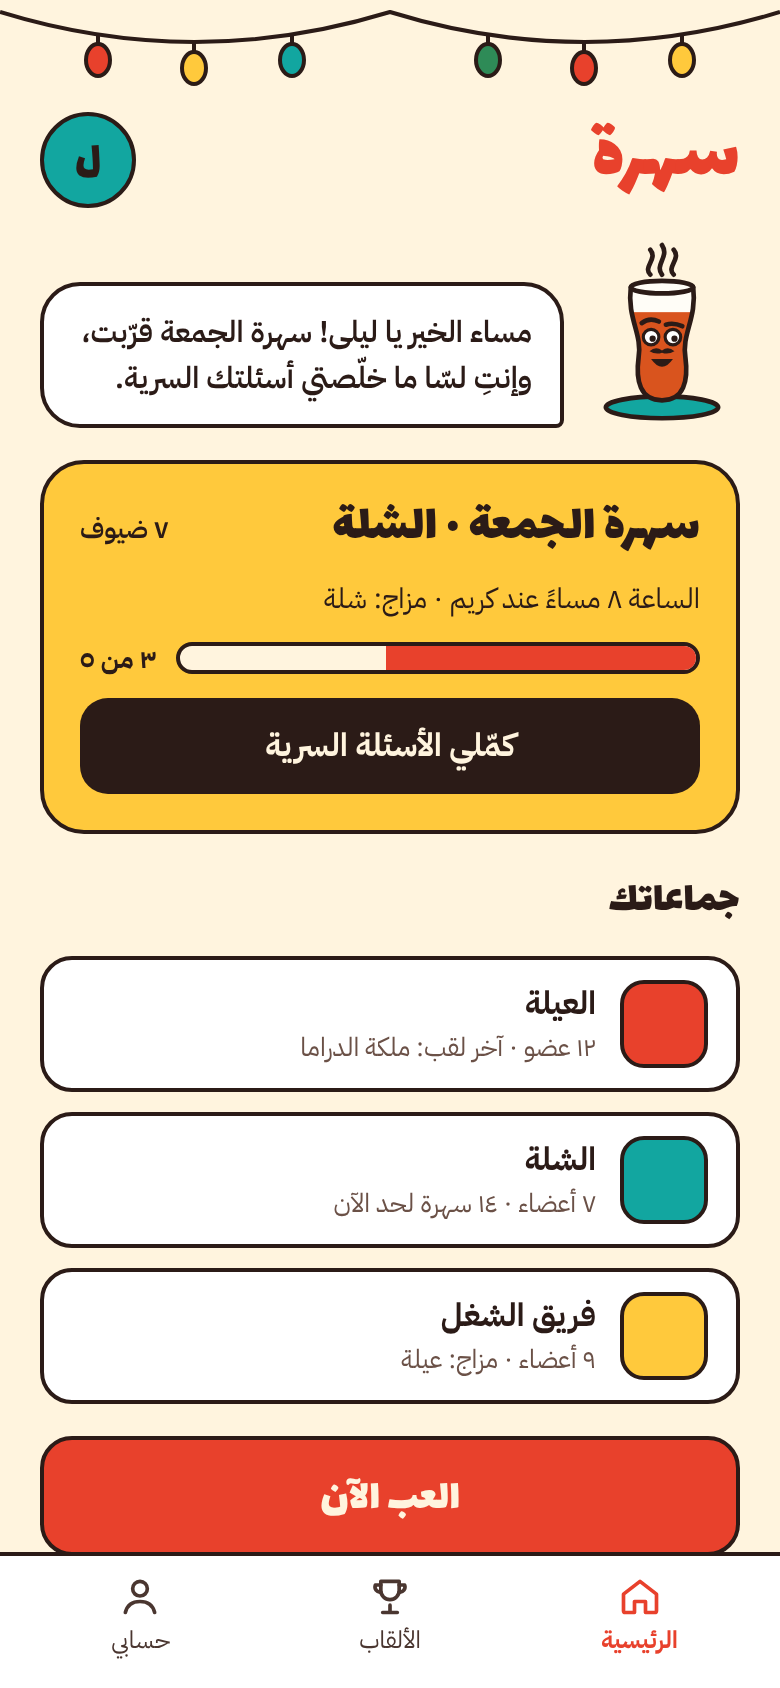 سهرة
ل
مساء الخير يا ليلى! سهرة الجمعة قرّبت،
وإنتِ لسّا ما خلّصتي أسئلتك السرية.
سهرة الجمعة · الشلة
٧ ضيوف
الساعة ٨ مساءً عند كريم · مزاج: شلة
٣ من ٥
كمّلي الأسئلة السرية
جماعاتك
العيلة
١٢ عضو · آخر لقب: ملكة الدراما
الشلة
٧ أعضاء · ١٤ سهرة لحد الآن
فريق الشغل
٩ أعضاء · مزاج: عيلة
العب الآن
الرئيسية
الألقاب
حسابي